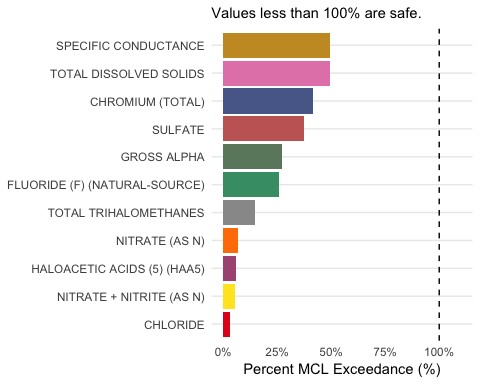 Values less than 100% are safe.
SPECIFIC CONDUCTANCE
TOTAL DISSOLVED SOLIDS
CHROMIUM (TOTAL)
SULFATE
GROSS ALPHA
FLUORIDE (F) (NATURAL-SOURCE)
TOTAL TRIHALOMETHANES
NITRATE (AS N)
HALOACETIC ACIDS (5) (HAA5)
NITRATE + NITRITE (AS N)
CHLORIDE
0% 25% 50% 75% 100%
Percent MCL Exceedance (%)